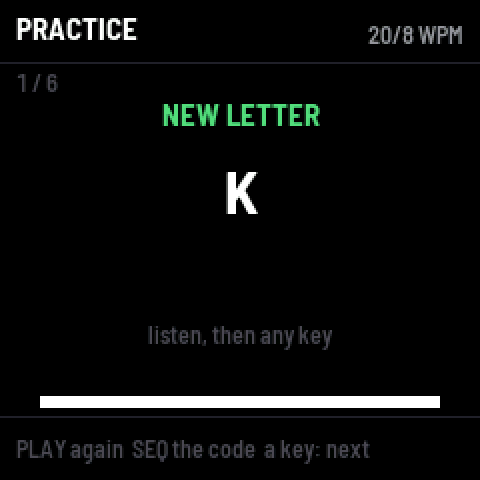 PRACTICE
20/8 WPM
1 / 6
NEW LETTER
K
listen, then any key
PLAY again  SEQ the code  a key: next